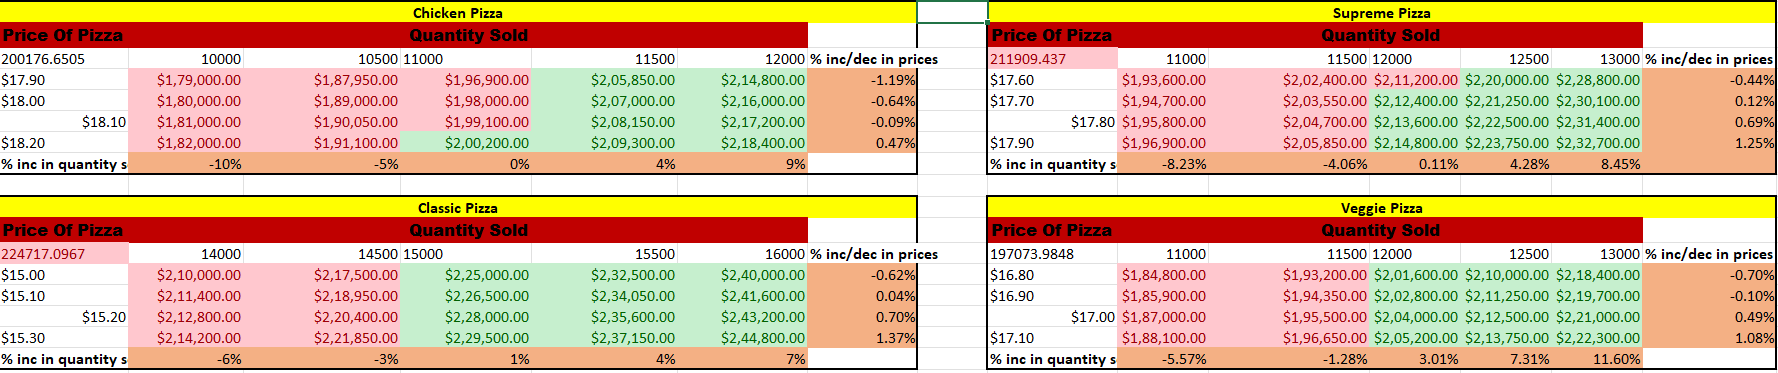 Chicken Pizza
Price Of Pizza Quantity Sold
200176.6505 10000 10500 11000 11500 12000 % inc/dec in prices
$17.90 $1,79,000.00 $1,87,950.00 $1,96,900.00 $2,05,850.00 $2,14,800.00 -1.19%
$18.00 $1,80,000.00 $1,89,000.00 $1,98,000.00 $2,07,000.00 $2,16,000.00 -0.64%
$18.10 $1,81,000.00 $1,90,050.00 $1,99,100.00 $2,08,150.00 $2,17,200.00 -0.09%
$18.20 $1,82,000.00 $1,91,100.00 $2,00,200.00 $2,09,300.00 $2,18,400.00 0.47%
% inc in quantity s -10% -5% 0% 4% 9%
Supreme Pizza
Price Of Pizza Quantity Sold
211909.437 11000 11500 12000 12500 13000 % inc/dec in prices
$17.60 $1,93,600.00 $2,02,400.00 $2,11,200.00 $2,20,000.00 $2,28,800.00 -0.44%
$17.70 $1,94,700.00 $2,03,550.00 $2,12,400.00 $2,21,250.00 $2,30,100.00 0.12%
$17.80 $1,95,800.00 $2,04,700.00 $2,13,600.00 $2,22,500.00 $2,31,400.00 0.69%
$17.90 $1,96,900.00 $2,05,850.00 $2,14,800.00 $2,23,750.00 $2,32,700.00 1.25%
% inc in quantity s -8.23% -4.06% 0.11% 4.28% 8.45%
Classic Pizza
Price Of Pizza Quantity Sold
224717.0967 14000 14500 15000 15500 16000 % inc/dec in prices
$15.00 $2,10,000.00 $2,17,500.00 $2,25,000.00 $2,32,500.00 $2,40,000.00 -0.62%
$15.10 $2,11,400.00 $2,18,950.00 $2,26,500.00 $2,34,050.00 $2,41,600.00 0.04%
$15.20 $2,12,800.00 $2,20,400.00 $2,28,000.00 $2,35,600.00 $2,43,200.00 0.70%
$15.30 $2,14,200.00 $2,21,850.00 $2,29,500.00 $2,37,150.00 $2,44,800.00 1.37%
% inc in quantity s -6% -3% 1% 4% 7%
Veggie Pizza
Price Of Pizza Quantity Sold
197073.9848 11000 11500 12000 12500 13000 % inc/dec in prices
$16.80 $1,84,800.00 $1,93,200.00 $2,01,600.00 $2,10,000.00 $2,18,400.00 -0.70%
$16.90 $1,85,900.00 $1,94,350.00 $2,02,800.00 $2,11,250.00 $2,19,700.00 -0.10%
$17.00 $1,87,000.00 $1,95,500.00 $2,04,000.00 $2,12,500.00 $2,21,000.00 0.49%
$17.10 $1,88,100.00 $1,96,650.00 $2,05,200.00 $2,13,750.00 $2,22,300.00 1.08%
% inc in quantity s -5.57% -1.28% 3.01% 7.31% 11.60%